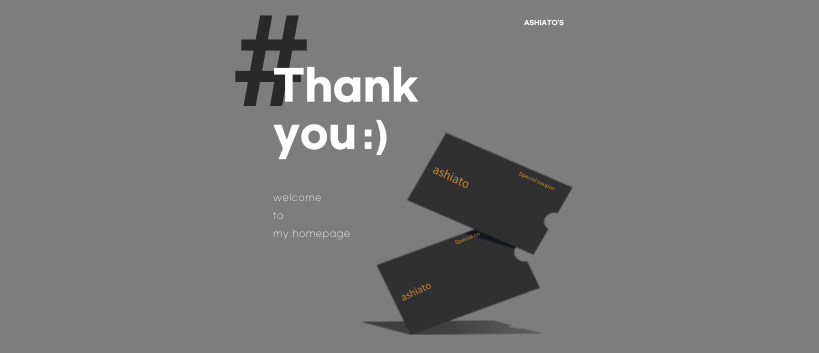 #
ASHIATO'S
Thank
you :)
welcome
to
my homepage
ashiato
Special coupon
Special co
ashiato